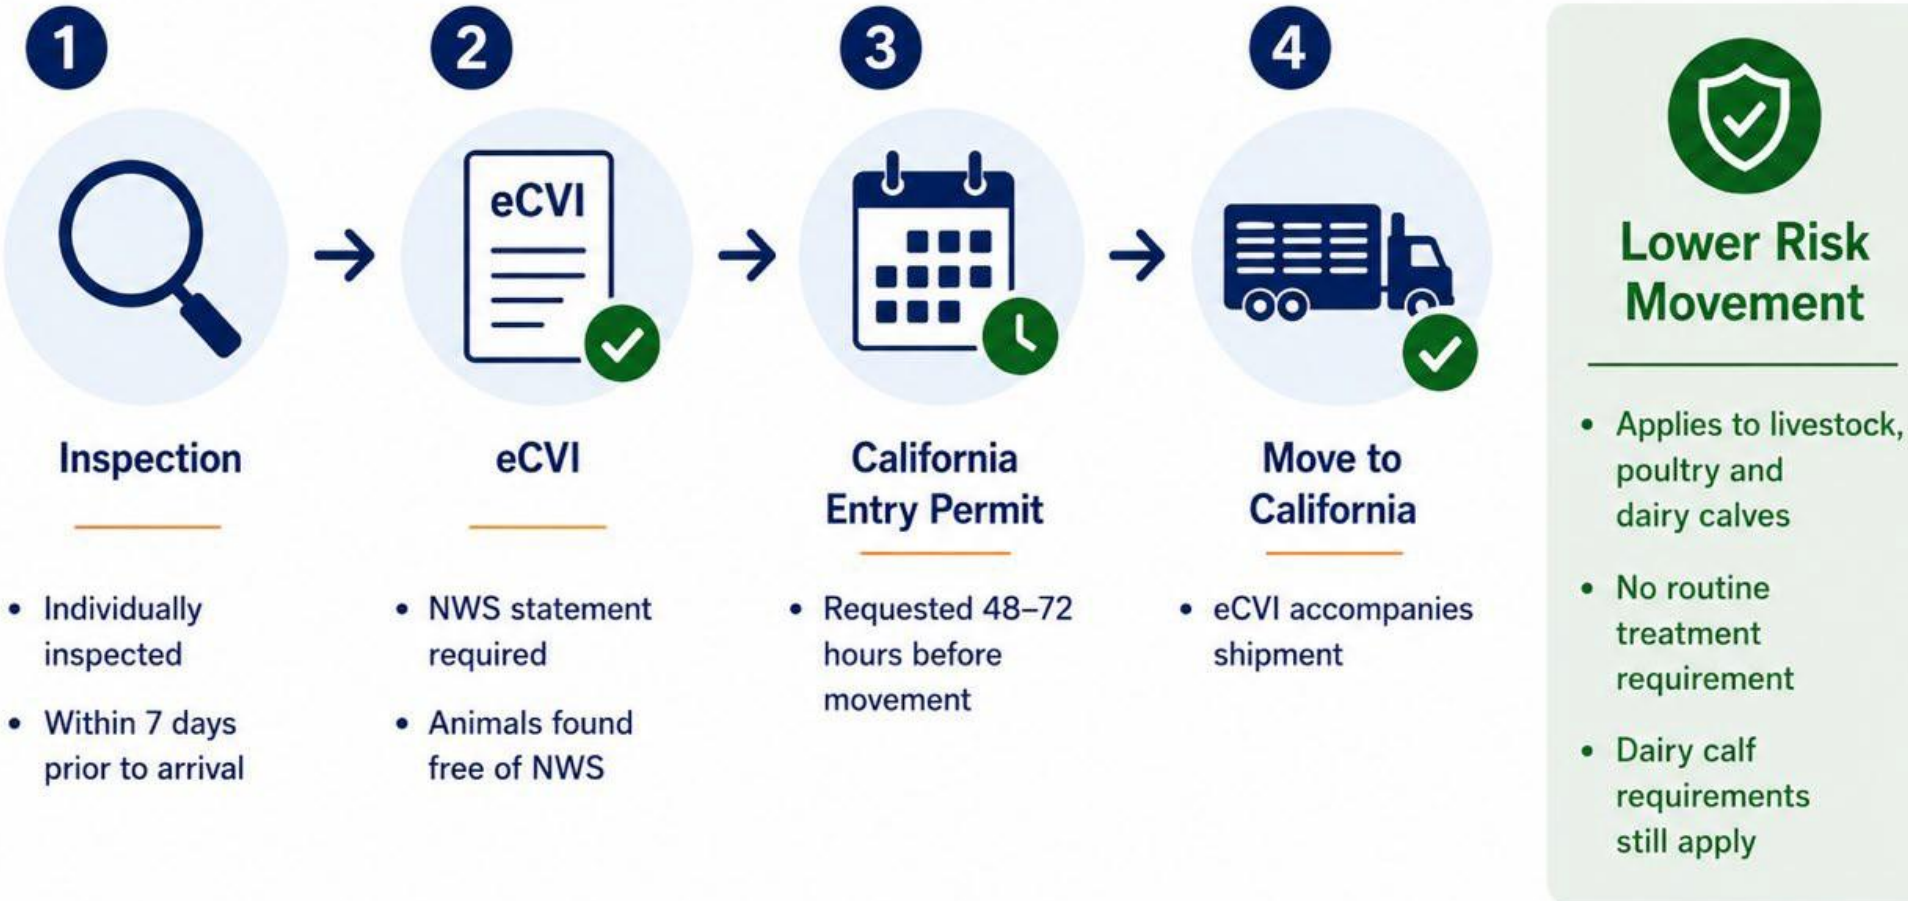 1
eCVI
Inspection
• Individually
inspected
• Within 7 days
prior to arrival
2
eCVI
• NWS statement
required
• Animals found
free of NWS
3
California
Entry Permit
• Requested 48–72
hours before
movement
4
Move to
California
• eCVI accompanies
shipment
Lower Risk
Movement
• Applies to livestock,
poultry and
dairy calves
• No routine
treatment
requirement
• Dairy calf
requirements
still apply